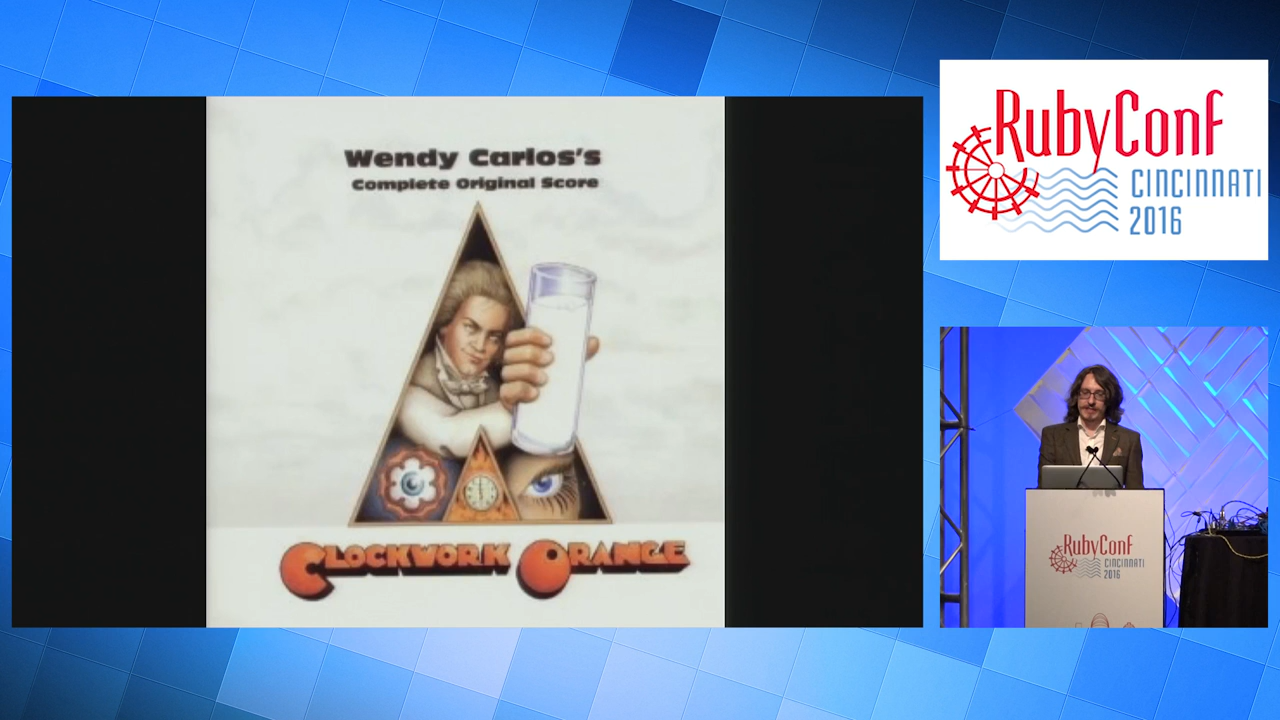 Wendy Carlos's
Complete Original Score
CLOCKWORK ORANGE
RubyConf
CINCINNATI
2016
RubyConf
CINCINNATI
2016